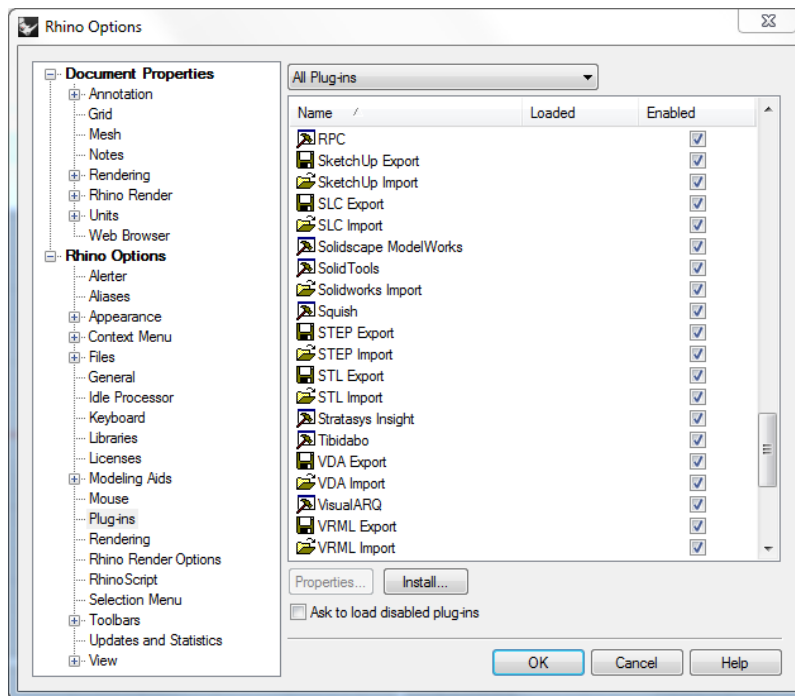 Rhino Options
Document Properties
Annotation
Grid
Mesh
Notes
Rendering
Rhino Render
Units
Web Browser
Rhino Options
Alerter
Aliases
Appearance
Context Menu
Files
General
Idle Processor
Keyboard
Libraries
Licenses
Modeling Aids
Mouse
Plug-ins
Rendering
Rhino Render Options
RhinoScript
Selection Menu
Toolbars
Updates and Statistics
View
All Plug-ins
Name Loaded Enabled
RPC
SketchUp Export
SketchUp Import
SLC Export
SLC Import
Solidscape ModelWorks
SolidTools
Solidworks Import
Squish
STEP Export
STEP Import
STL Export
STL Import
Stratasys Insight
Tibidabo
VDA Export
VDA Import
VisualARQ
VRML Export
VRML Import
Properties... Install...
Ask to load disabled plug-ins
OK Cancel Help